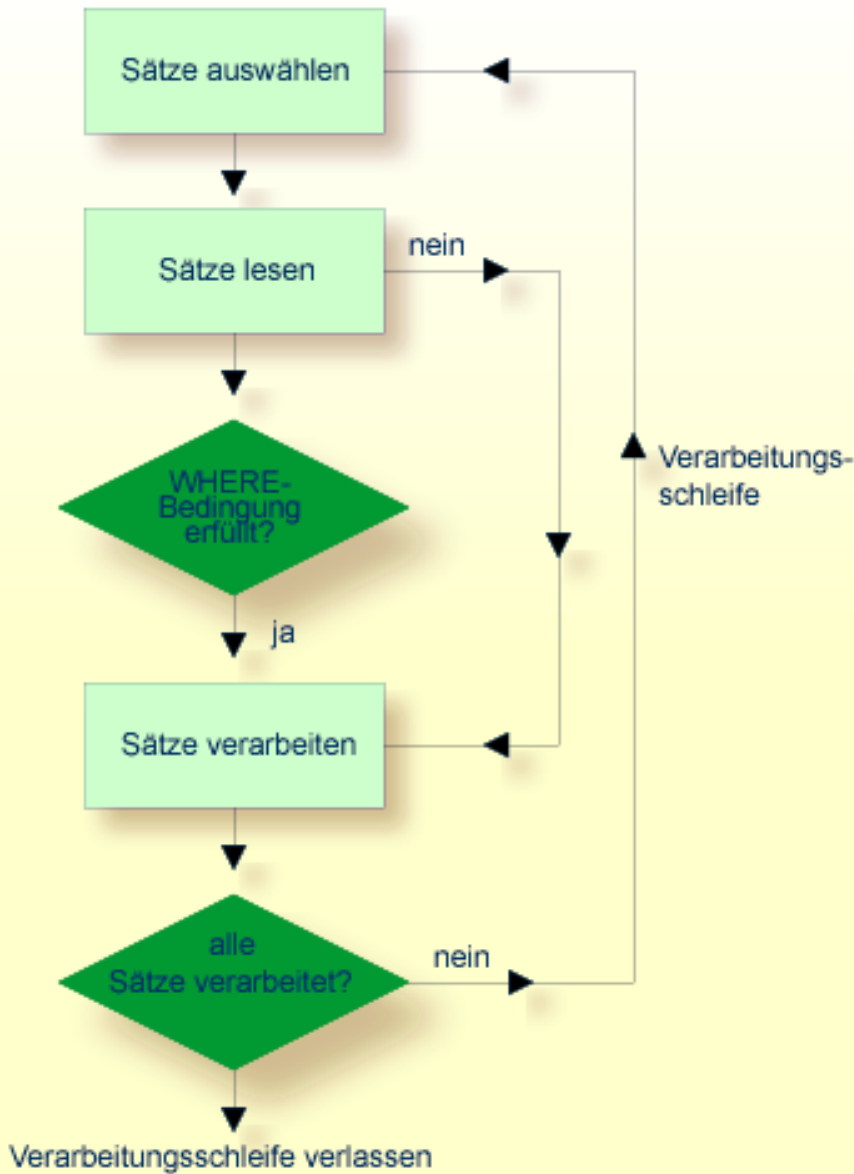 Sätze auswählen
nein
Sätze lesen
WHERE-
Bedingung
erfüllt?
Verarbeitungs-
schleife
ja
Sätze verarbeiten
alle
Sätze verarbeitet?
nein
Verarbeitungsschleife verlassen